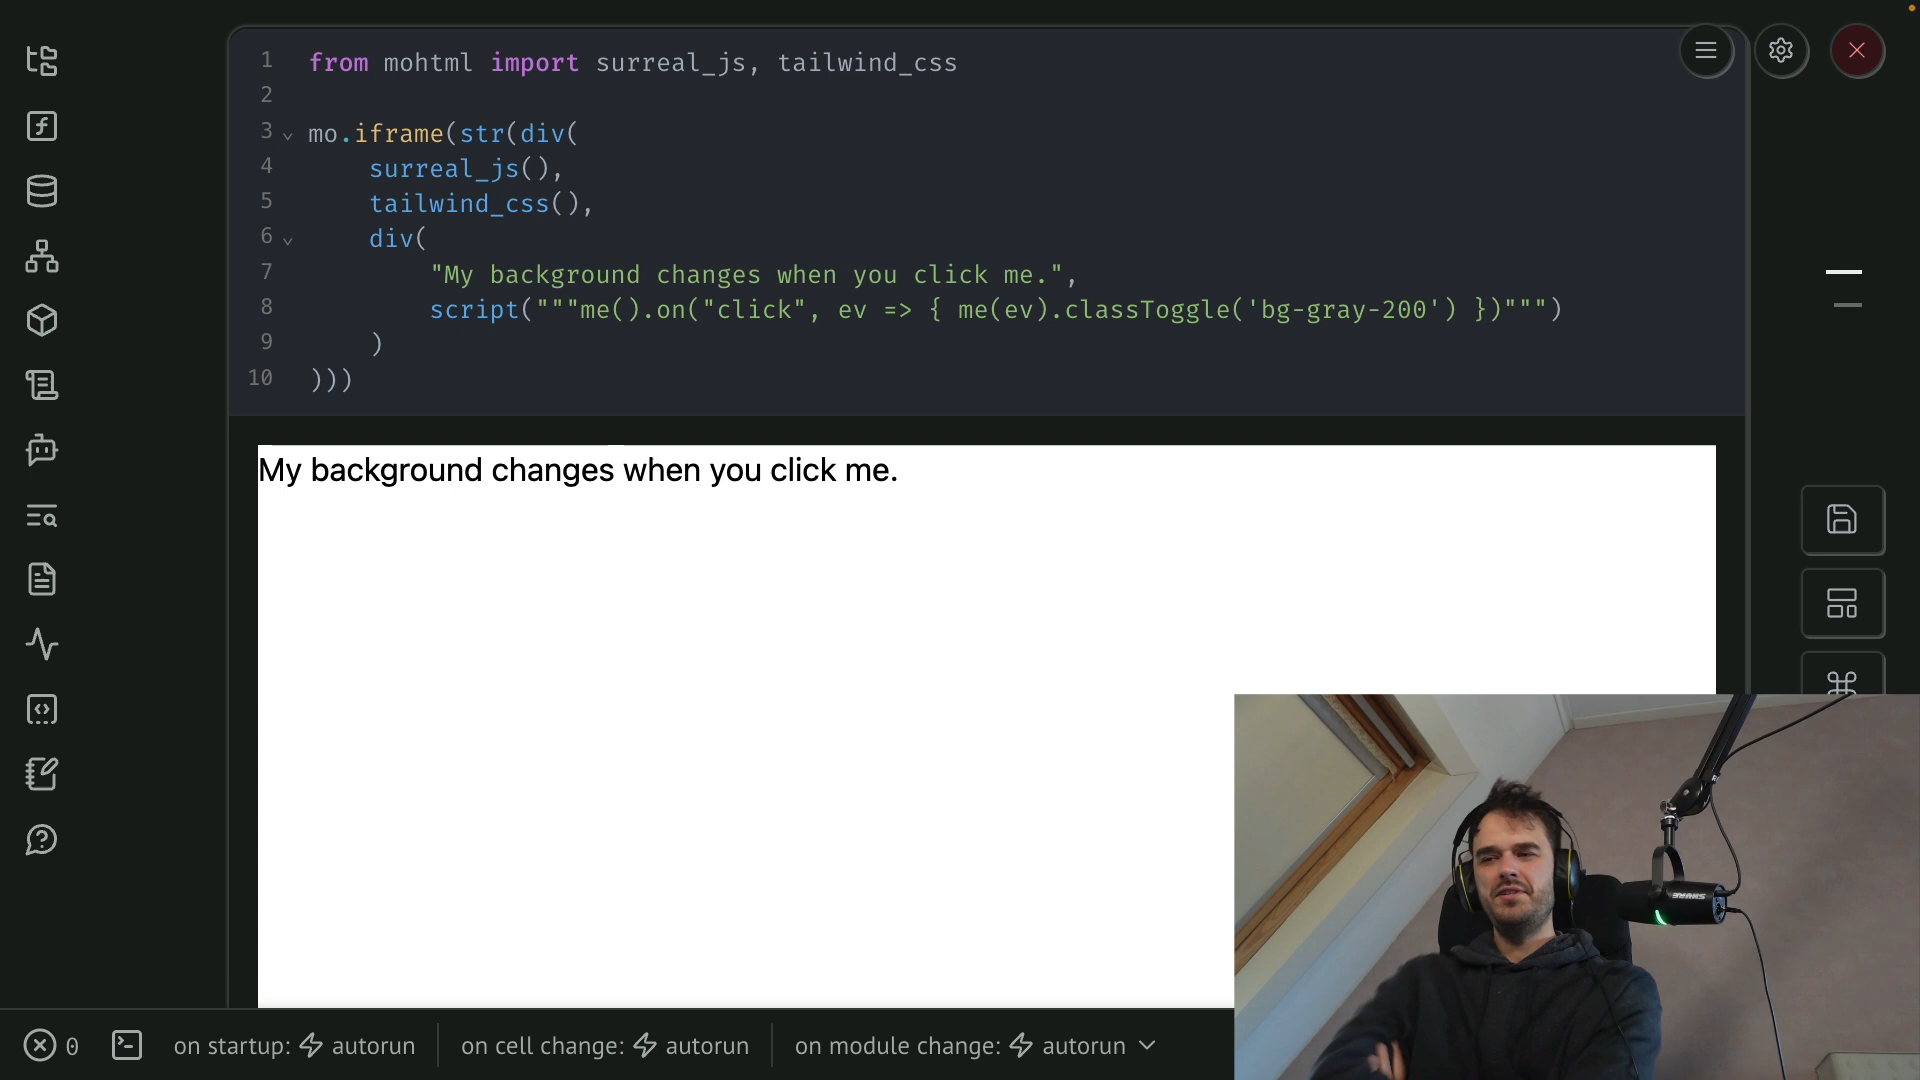 1 from mohtml import surreal_js, tailwind_css
2
3 mo.iframe(str(div(
4     surreal_js(),
5     tailwind_css(),
6     div(
7         "My background changes when you click me.",
8         script("""me().on("click", ev => { me(ev).classToggle('bg-gray-200') })""")
9     )
10 )))
My background changes when you click me.
SHURE
0 on startup: autorun on cell change: autorun on module change: autorun